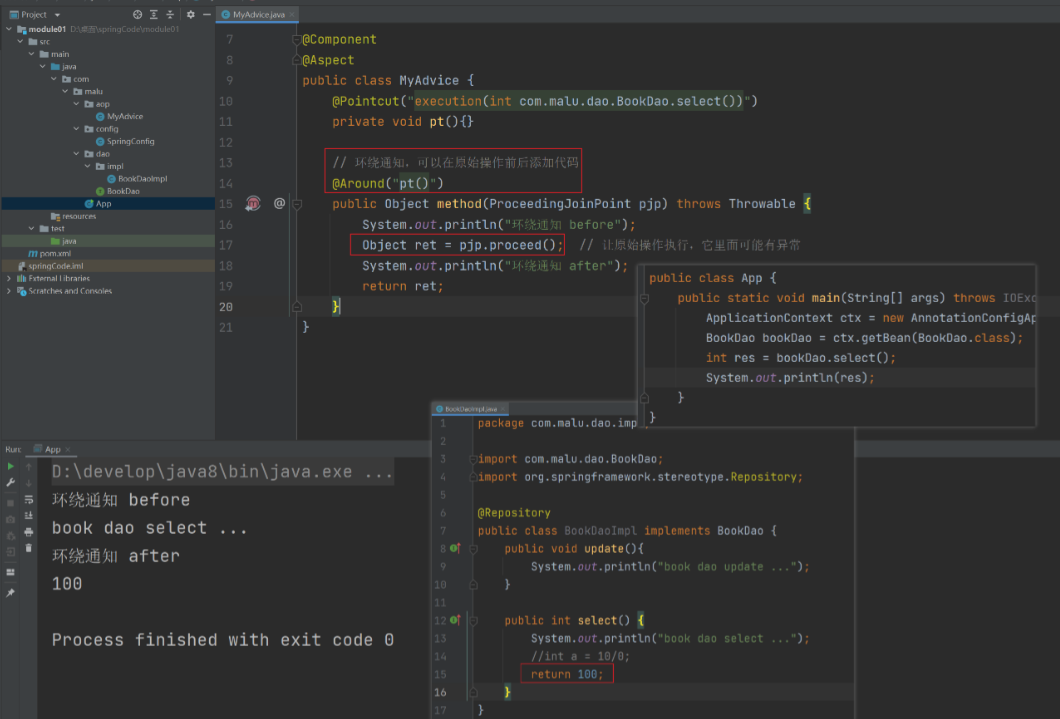 Project
module01 D:\桌面\springCode\module01
src
main
java
com
malu
aop
MyAdvice
config
SpringConfig
dao
impl
BookDaoImpl
BookDao
App
resources
test
java
pom.xml
springCode.iml
External Libraries
Scratches and Consoles
MyAdvice.java
7 @Component
8 @Aspect
9 public class MyAdvice {
10 @Pointcut("execution(int com.malu.dao.BookDao.select())")
11 private void pt(){}
12
13 // 环绕通知，可以在原始操作前后添加代码
14 @Around("pt()")
15 public Object method(ProceedingJoinPoint pjp) throws Throwable {
16 System.out.println("环绕通知 before");
17 Object ret = pjp.proceed(); // 让原始操作执行，它里面可能有异常
18 System.out.println("环绕通知 after");
19 return ret;
20 }
21 }
public class App {
public static void main(String[] args) throws IOExc
ApplicationContext ctx = new AnnotationConfigAp
BookDao bookDao = ctx.getBean(BookDao.class);
int res = bookDao.select();
System.out.println(res);
}
}
Run: App
D:\develop\java8\bin\java.exe ...
环绕通知 before
book dao select ...
环绕通知 after
100
Process finished with exit code 0
BookDaoImpl.java
1 package com.malu.dao.imp
2
3 import com.malu.dao.BookDao;
4 import org.springframework.stereotype.Repository;
5
6 @Repository
7 public class BookDaoImpl implements BookDao {
8 public void update(){
9 System.out.println("book dao update ...");
10 }
11
12 public int select() {
13 System.out.println("book dao select ...");
14 //int a = 10/0;
15 return 100;
16 }
17 }